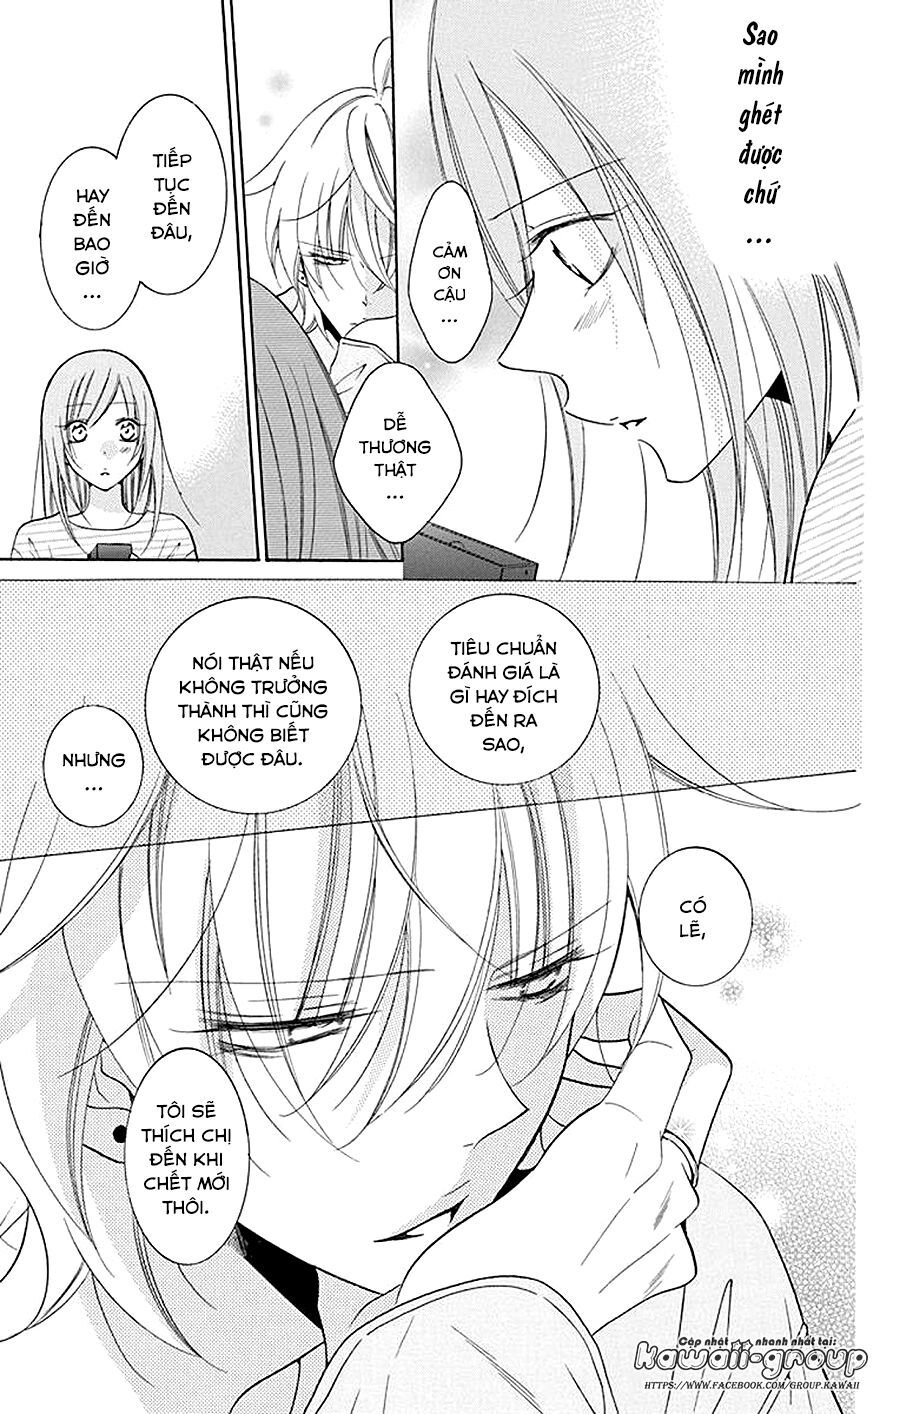 Sao
mình
ghét
được
chứ
...
CẢM
ƠN
CẬU
...
DỄ
THƯƠNG
THẬT
...
TIẾP
TỤC
ĐẾN
ĐÂU,
HAY
ĐẾN
BAO
GIỜ
...
TIÊU CHUẨN
ĐÁNH GIÁ LÀ
GÌ HAY ĐÍCH
ĐẾN RA
SAO,
NÓI THẬT NẾU
KHÔNG TRƯỞNG
THÀNH THÌ CŨNG
KHÔNG BIẾT
ĐƯỢC ĐÂU.
NHƯNG
...
CÓ
LẼ,
TÔI SẼ
THÍCH CHỊ
ĐẾN KHI
CHẾT MỚI
THÔI.
Cập nhật nhanh nhất tại:
kawaii-group
HTTPS://WWW.FACEBOOK.COM/GROUP.KAWAII